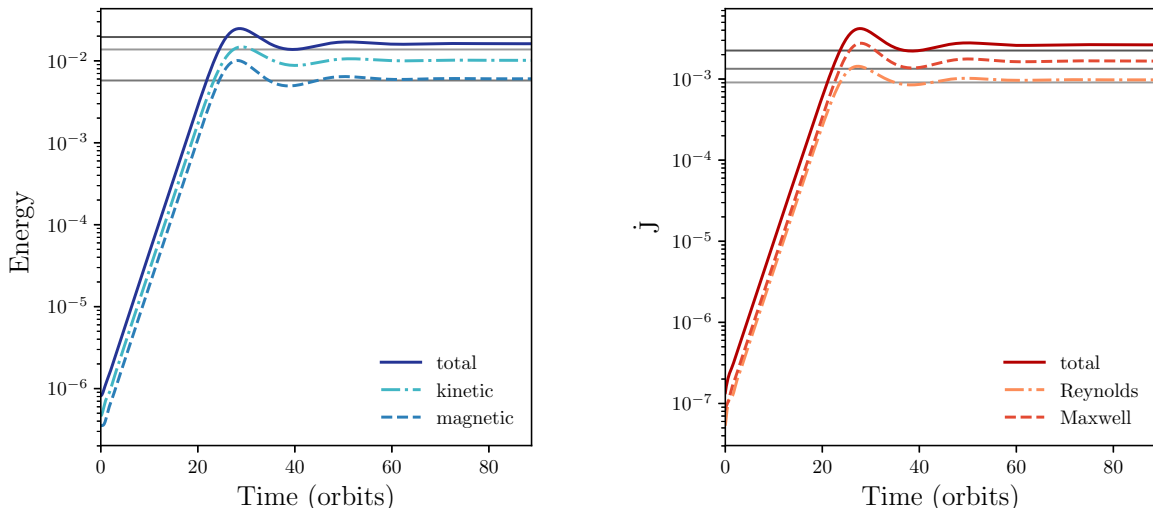 Energy
10⁻²
10⁻³
10⁻⁴
10⁻⁵
10⁻⁶
0 20 40 60 80
Time (orbits)
total
kinetic
magnetic
J̇
10⁻³
10⁻⁴
10⁻⁵
10⁻⁶
10⁻⁷
0 20 40 60 80
Time (orbits)
total
Reynolds
Maxwell